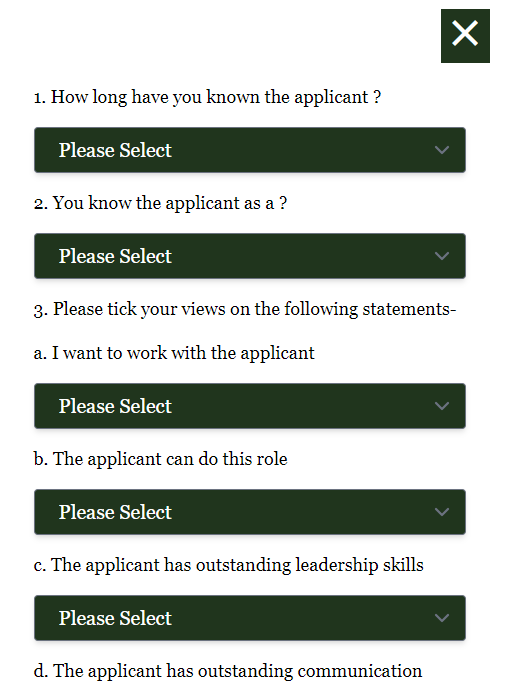 1. How long have you known the applicant ?
Please Select
2. You know the applicant as a ?
Please Select
3. Please tick your views on the following statements-
a. I want to work with the applicant
Please Select
b. The applicant can do this role
Please Select
c. The applicant has outstanding leadership skills
Please Select
d. The applicant has outstanding communication